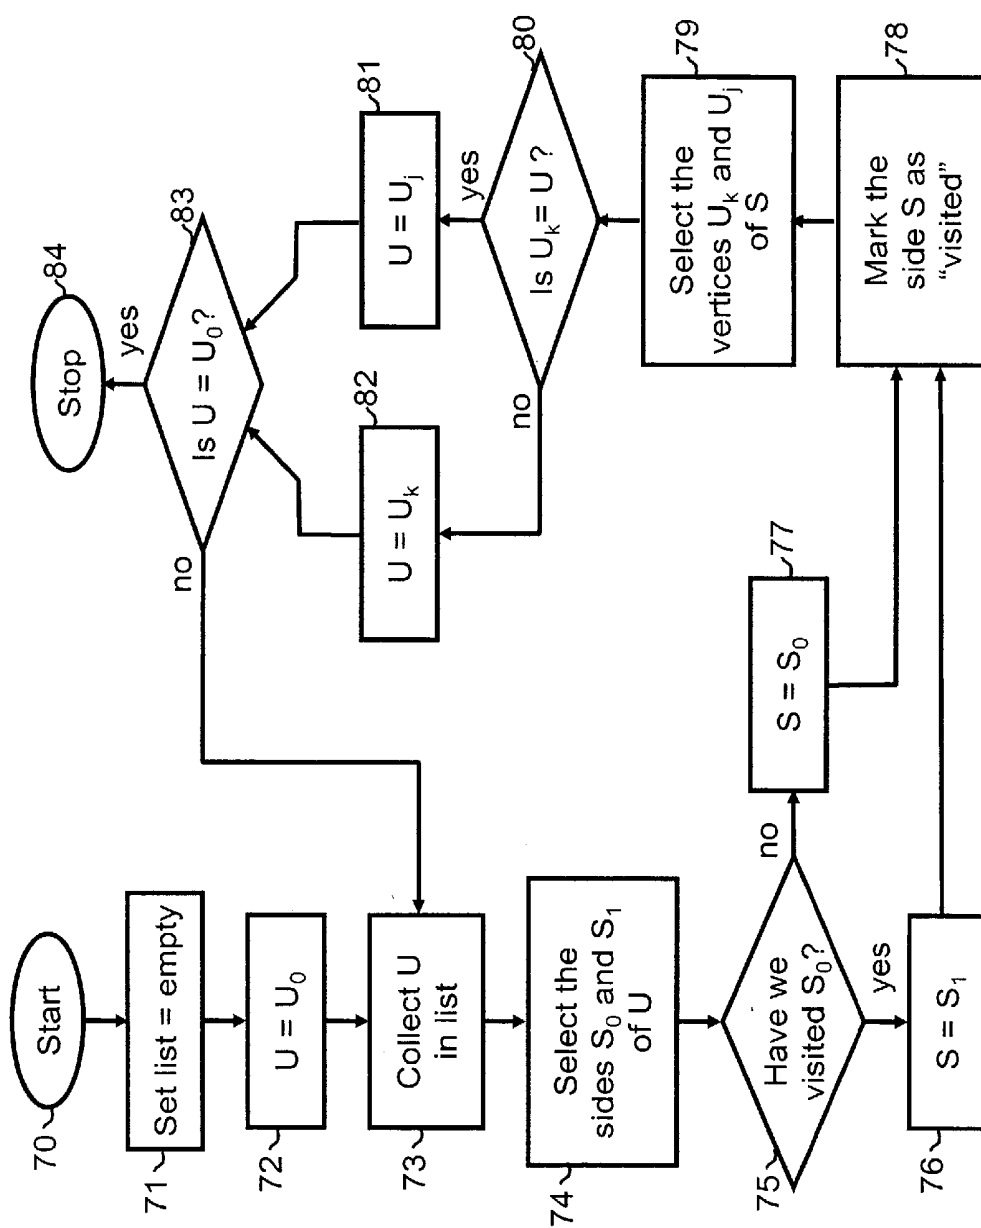 70
Start
71
Set list = empty
72
U = U₀
73
Collect U
in list
74
Select the
sides S₀ and S₁
of U
75
Have we
visited S₀?
no
yes
76
S = S₁
77
S = S₀
78
Mark the
side S as
“visited”
79
Select the
vertices Uₖ and Uⱼ
of S
80
Is Uₖ = U ?
yes
no
81
U = Uⱼ
82
U = Uₖ
83
Is U = U₀?
yes
no
84
Stop